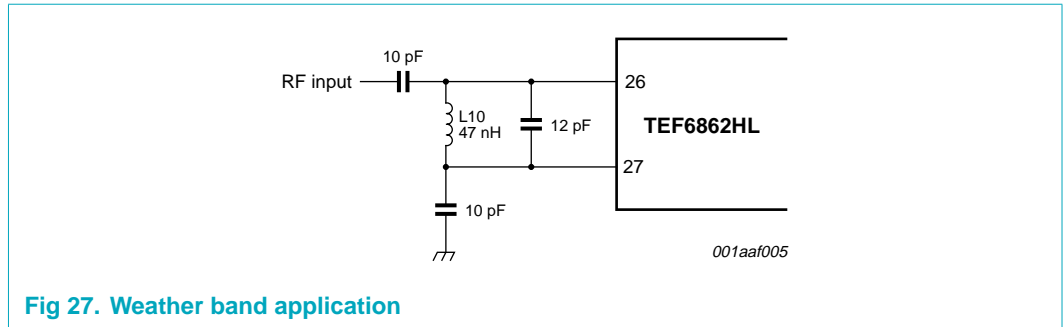 10 pF
RF input
26
L10
47 nH
12 pF
TEF6862HL
27
10 pF
001aaf005
Fig 27. Weather band application